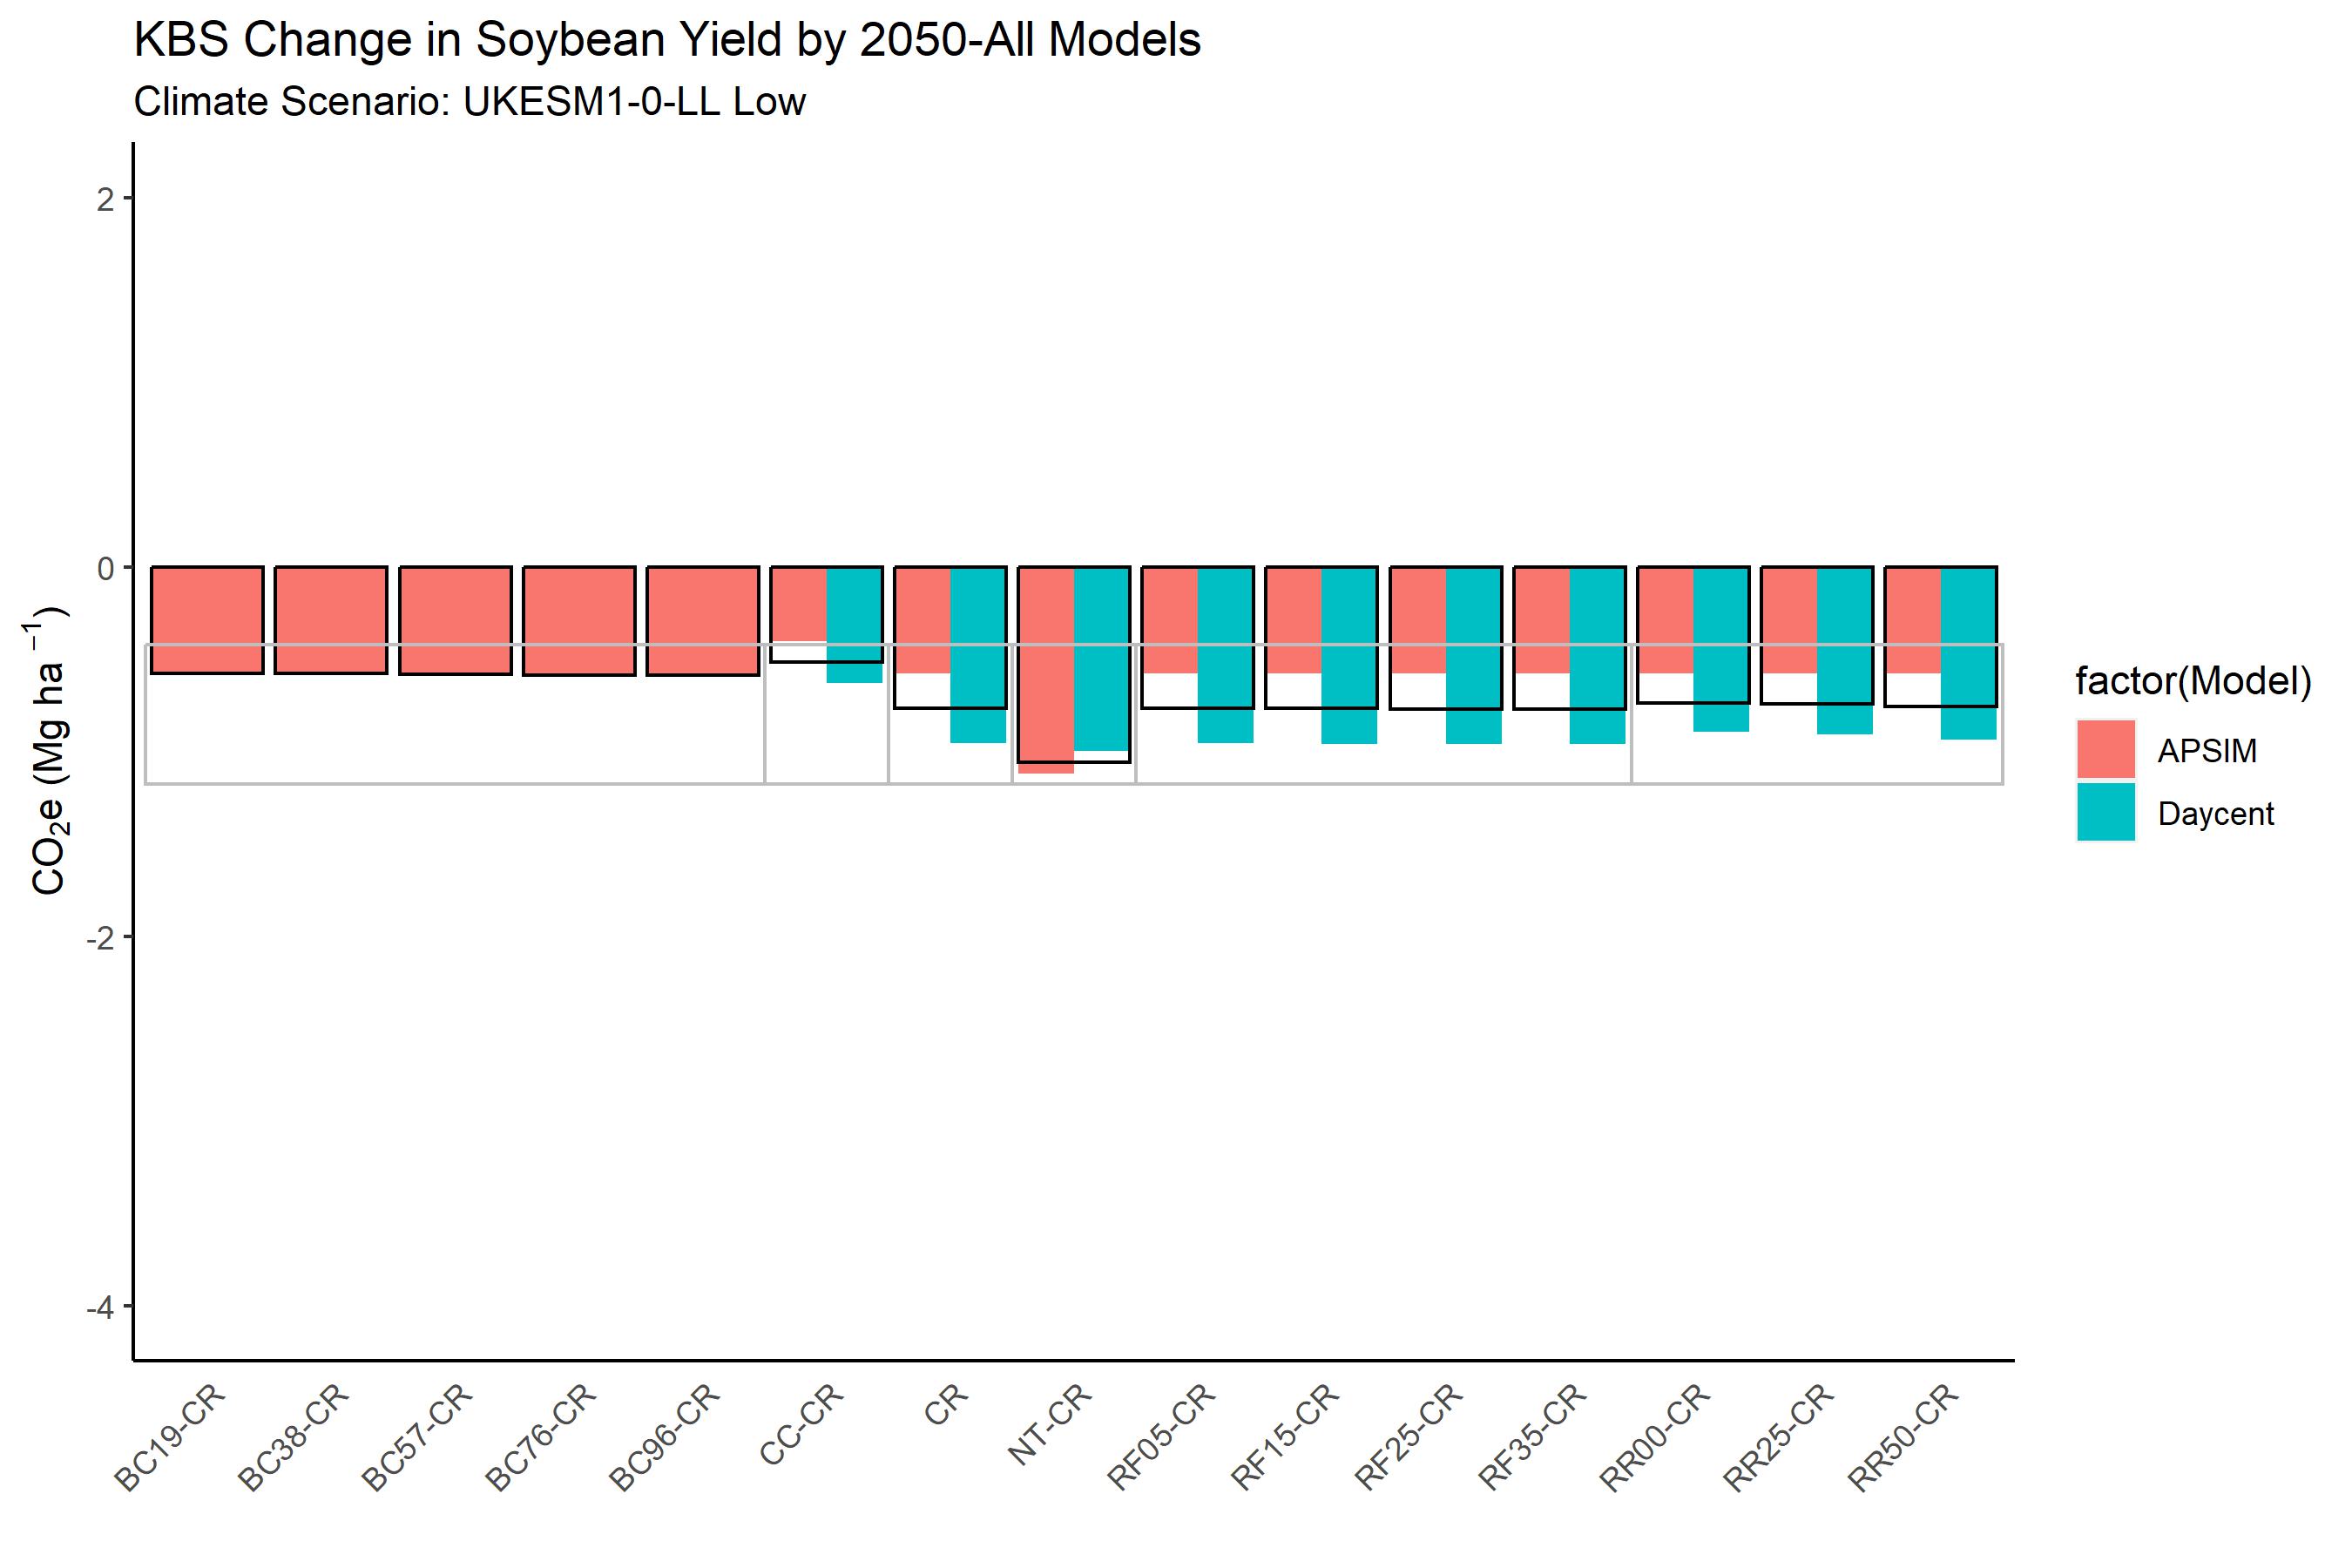 KBS Change in Soybean Yield by 2050-All Models
Climate Scenario: UKESM1-0-LL Low
2
0
-2
-4
CO₂e (Mg ha ⁻¹)
BC19-CR
BC38-CR
BC57-CR
BC76-CR
BC96-CR
CC-CR
CR
NT-CR
RF05-CR
RF15-CR
RF25-CR
RF35-CR
RR00-CR
RR25-CR
RR50-CR
factor(Model)
APSIM
Daycent